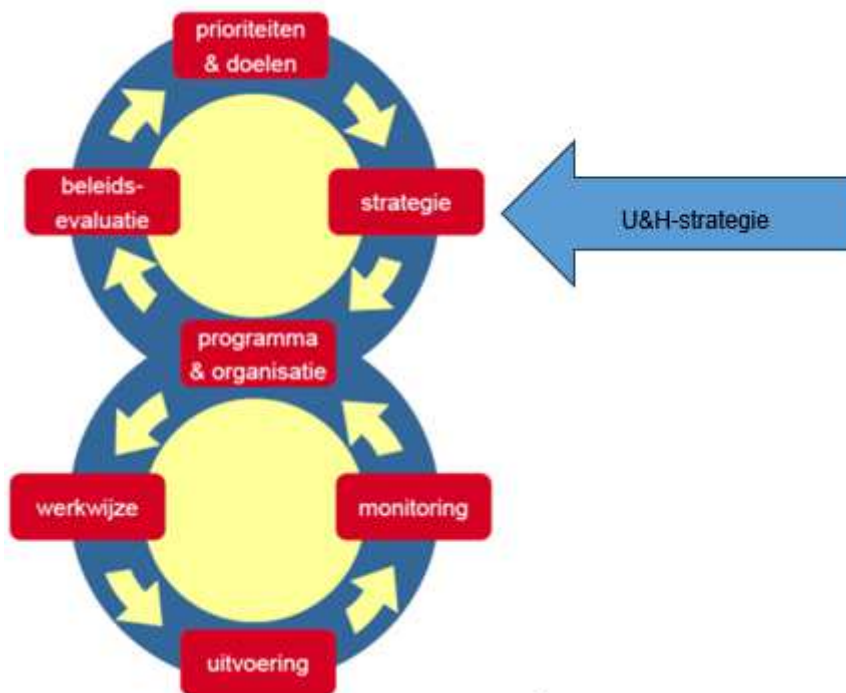 prioriteiten
& doelen
beleids-
evaluatie
strategie
U&H-strategie
programma
& organisatie
werkwijze
monitoring
uitvoering